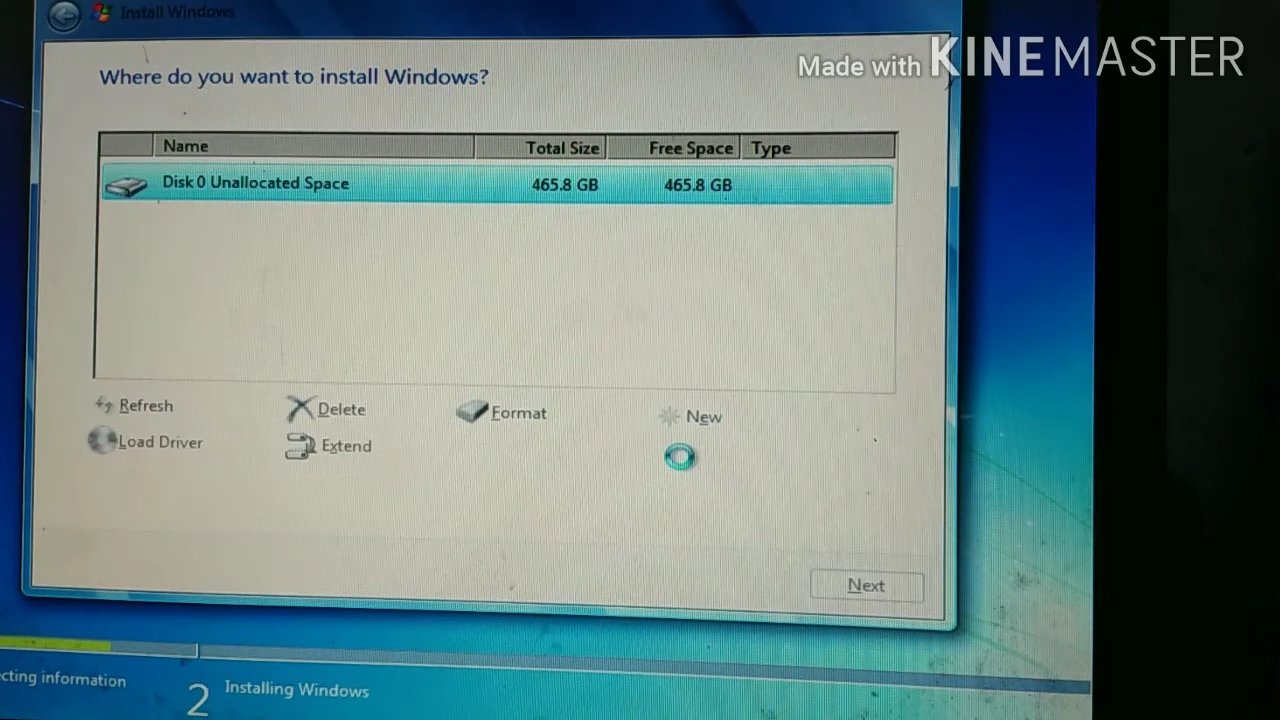 Install Windows
Made with KINEMASTER
Where do you want to install Windows?
Name Total Size Free Space Type
Disk 0 Unallocated Space 465.8 GB 465.8 GB
Refresh Delete Format New
Load Driver Extend
Next
cting information 2 Installing Windows